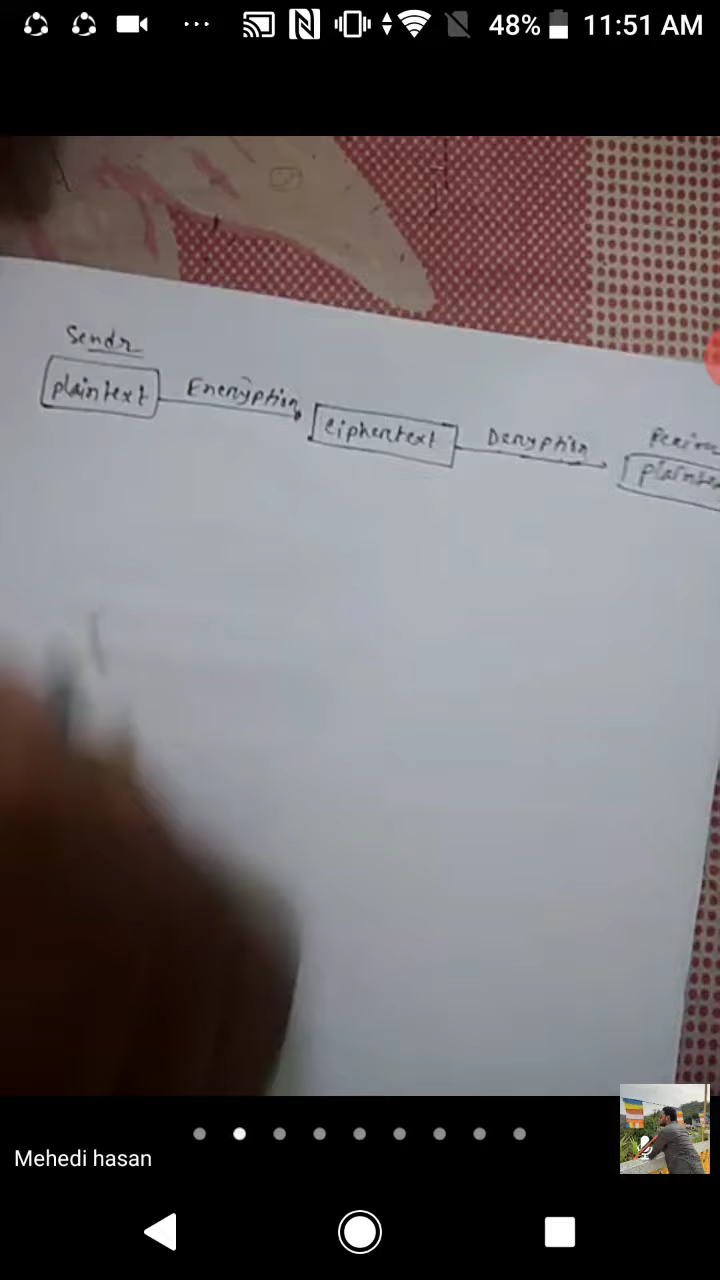 48% 11:51 AM
Sendr
plaintext
Encryption
ciphertext
Decryption
Mehedi hasan